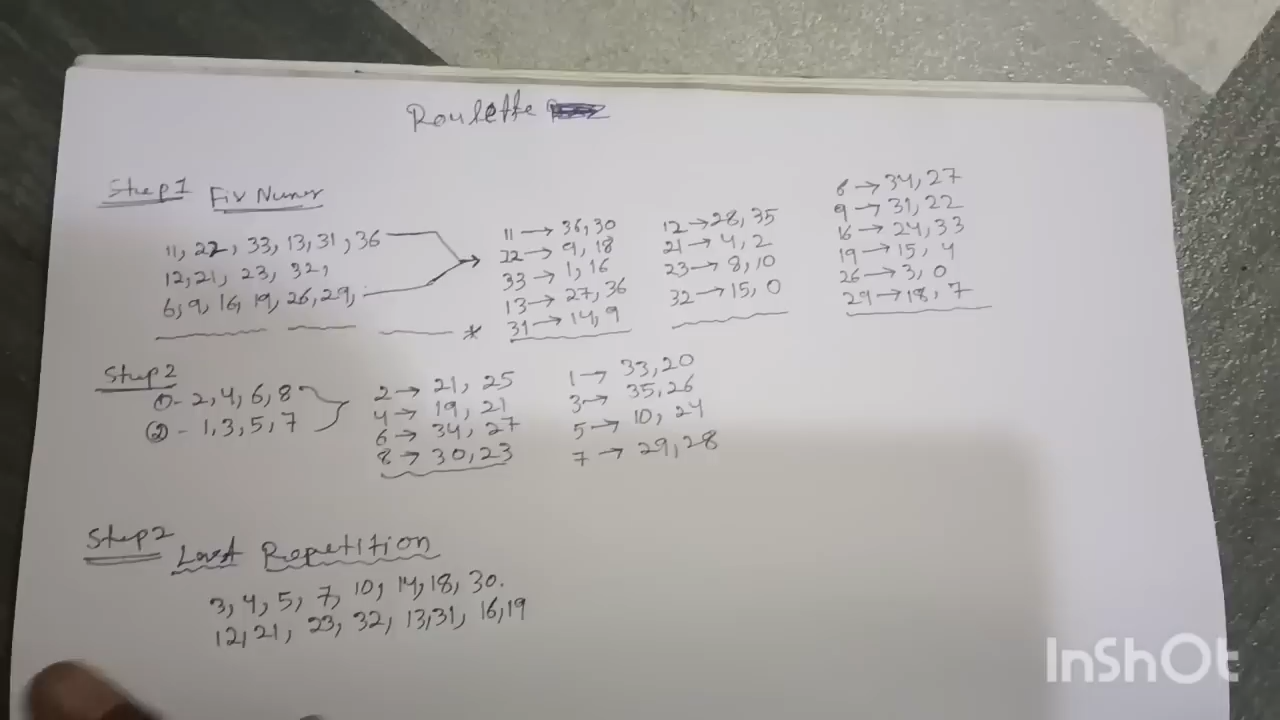 Roulette
Step1 Fix Numer
11, 22, 33, 13, 31, 36
12, 21, 23, 32,
6, 9, 16, 19, 26, 29,
*
11 → 36, 30
22 → 9, 18
33 → 1, 16
13 → 27, 36
31 → 14, 9
12 → 28, 35
21 → 4, 2
23 → 8, 10
32 → 15, 0
6 → 34, 27
9 → 31, 22
16 → 24, 33
19 → 15, 4
26 → 3, 0
29 → 18, 7
Step2
① - 2, 4, 6, 8
② - 1, 3, 5, 7
2 → 21, 25
4 → 19, 21
6 → 34, 27
8 → 30, 23
1 → 33, 20
3 → 35, 26
5 → 10, 24
7 → 29, 28
Step2 Last Repetition
3, 4, 5, 7, 10, 14, 18, 30.
12, 21, 23, 32, 13, 31, 16, 19
InShOt